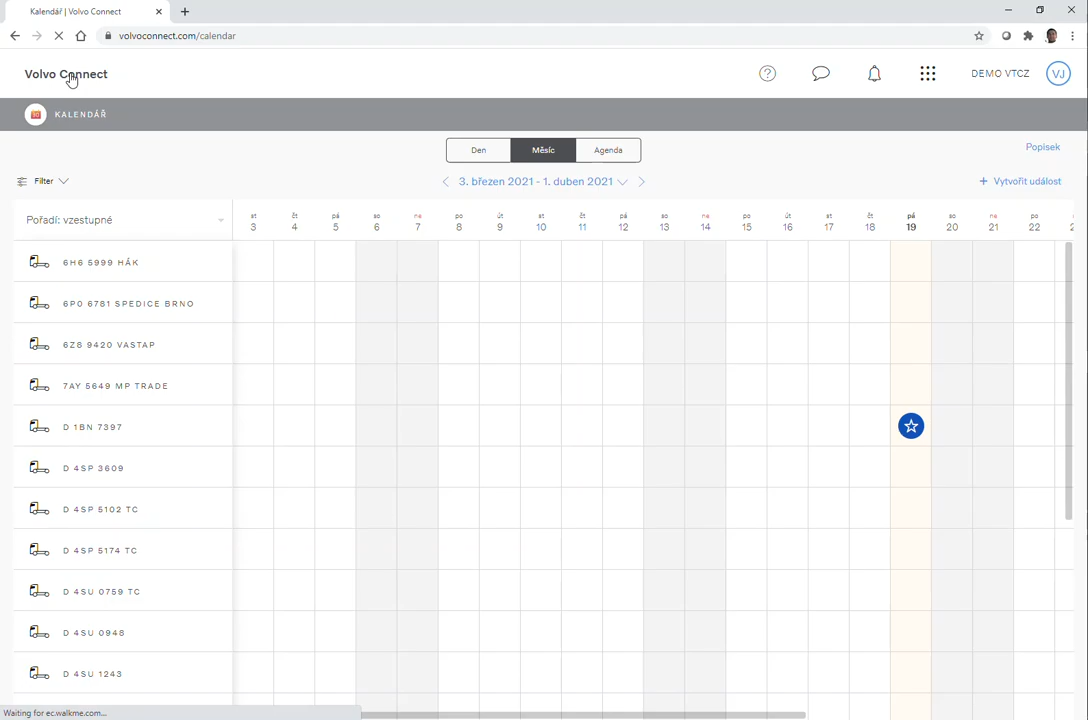 Kalendář | Volvo Connect
volvoconnect.com/calendar
Volvo Connect
DEMO VTCZ
VJ
KALENDÁŘ
Den
Měsíc
Agenda
Popisek
Filter
3. březen 2021 - 1. duben 2021
+ Vytvořit událost
Pořadí: vzestupné
st čt pá so ne po út st čt pá so ne po út st čt pá so ne po
3 4 5 6 7 8 9 10 11 12 13 14 15 16 17 18 19 20 21 22 2
6H6 5999 HÁK
6P0 6781 SPEDICE BRNO
6Z8 9420 VASTAP
7AY 5649 MP TRADE
D 1BN 7397
D 4SP 3609
D 4SP 5102 TC
D 4SP 5174 TC
D 4SU 0759 TC
D 4SU 0948
D 4SU 1243
Waiting for ec.walkme.com...